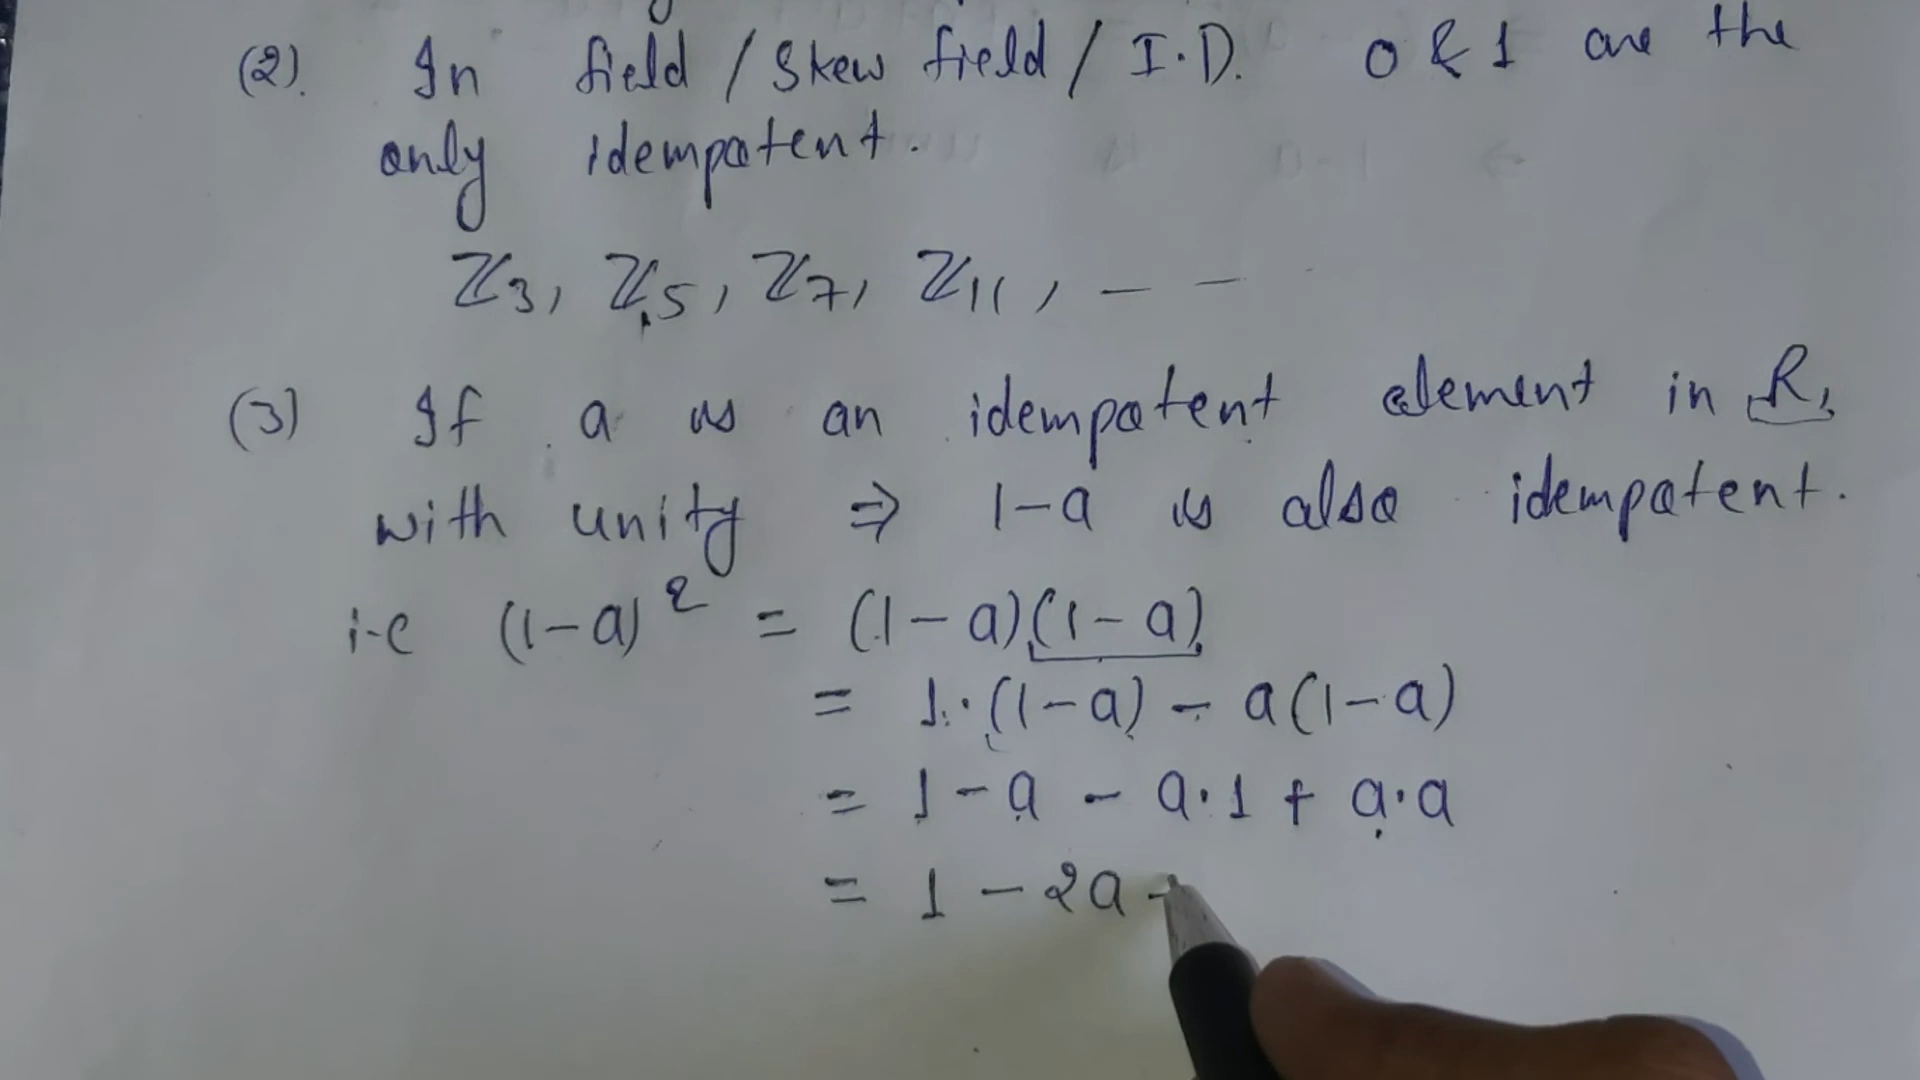 (2). In field / Skew field / I.D. 0 & 1 are the
only idempotent.
Z3, Z5, Z7, Z11, - -
(3) If a is an idempotent element in R,
with unity ⇒ 1-a is also idempotent.
i-e (1-a)² = (1-a)(1-a)
= 1.(1-a) - a(1-a)
= 1-a - a·1 + a·a
= 1 - 2a